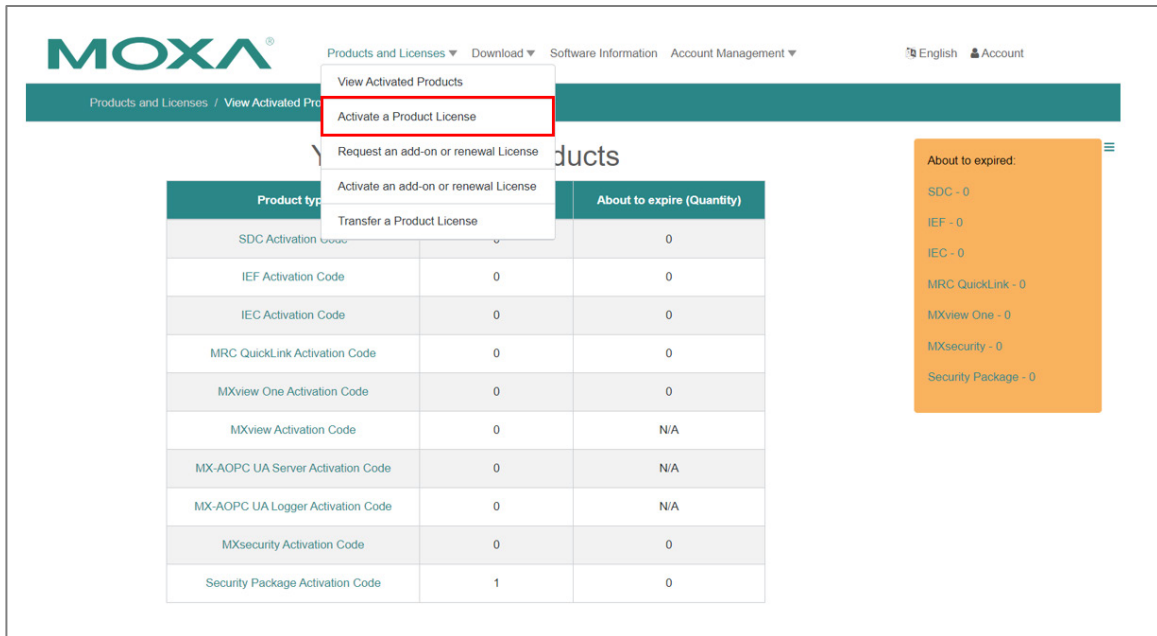 MOXA®
Products and Licenses ▼ Download ▼ Software Information Account Management ▼ English Account
View Activated Products
Products and Licenses / View Activated Pro
Activate a Product License
Request an add-on or renewal License
Activate an add-on or renewal License
Transfer a Product License
Y ducts
Product typ About to expire (Quantity)
SDC Activation 0 0
IEF Activation Code 0 0
IEC Activation Code 0 0
MRC QuickLink Activation Code 0 0
MXview One Activation Code 0 0
MXview Activation Code 0 N/A
MX-AOPC UA Server Activation Code 0 N/A
MX-AOPC UA Logger Activation Code 0 N/A
MXsecurity Activation Code 0 0
Security Package Activation Code 1 0
About to expired:
SDC - 0
IEF - 0
IEC - 0
MRC QuickLink - 0
MXview One - 0
MXsecurity - 0
Security Package - 0